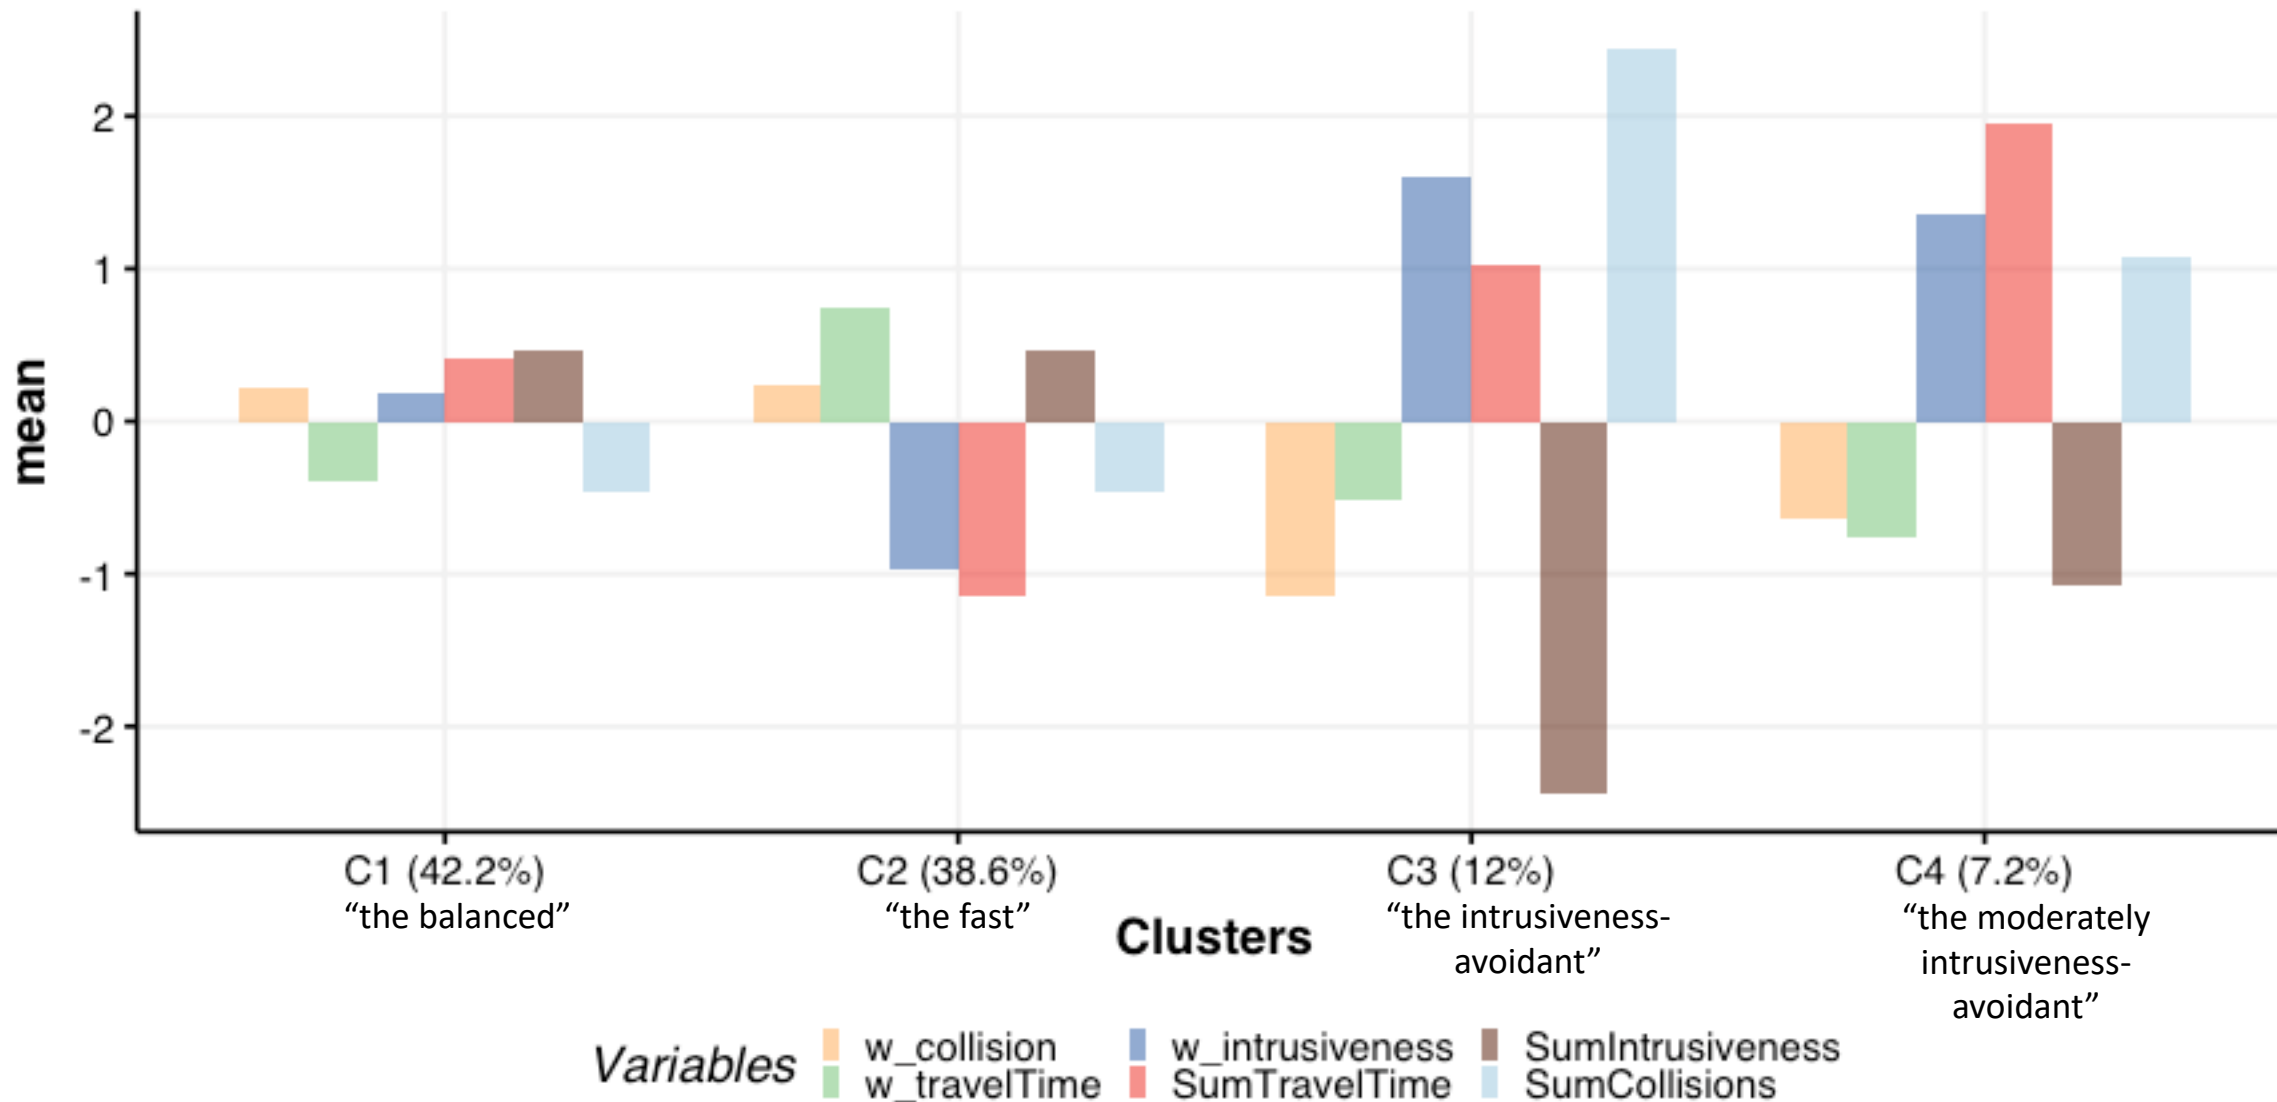 mean
2
1
0
-1
-2
C1 (42.2%)
“the balanced”
C2 (38.6%)
“the fast”
C3 (12%)
“the intrusiveness-
avoidant”
C4 (7.2%)
“the moderately
intrusiveness-
avoidant”
Clusters
Variables
w_collision
w_travelTime
w_intrusiveness
SumTravelTime
SumIntrusiveness
SumCollisions